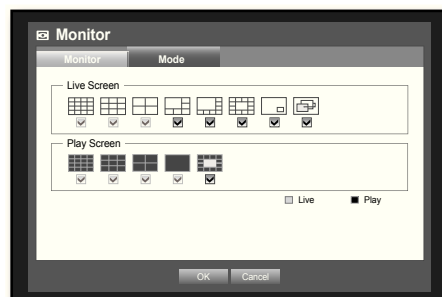 Monitor
Monitor Mode
Live Screen
Play Screen
Live Play
OK Cancel